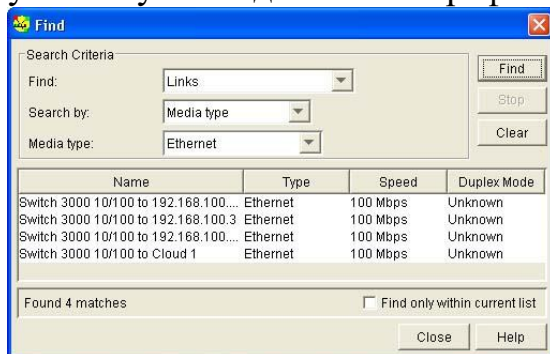 Find
Search Criteria
Find: Links
Search by: Media type
Media type: Ethernet
Find
Stop
Clear
Name Type Speed Duplex Mode
Switch 3000 10/100 to 192.168.100.... Ethernet 100 Mbps Unknown
Switch 3000 10/100 to 192.168.100.3 Ethernet 100 Mbps Unknown
Switch 3000 10/100 to 192.168.100.... Ethernet 100 Mbps Unknown
Switch 3000 10/100 to Cloud 1 Ethernet 100 Mbps Unknown
Found 4 matches
Find only within current list
Close
Help